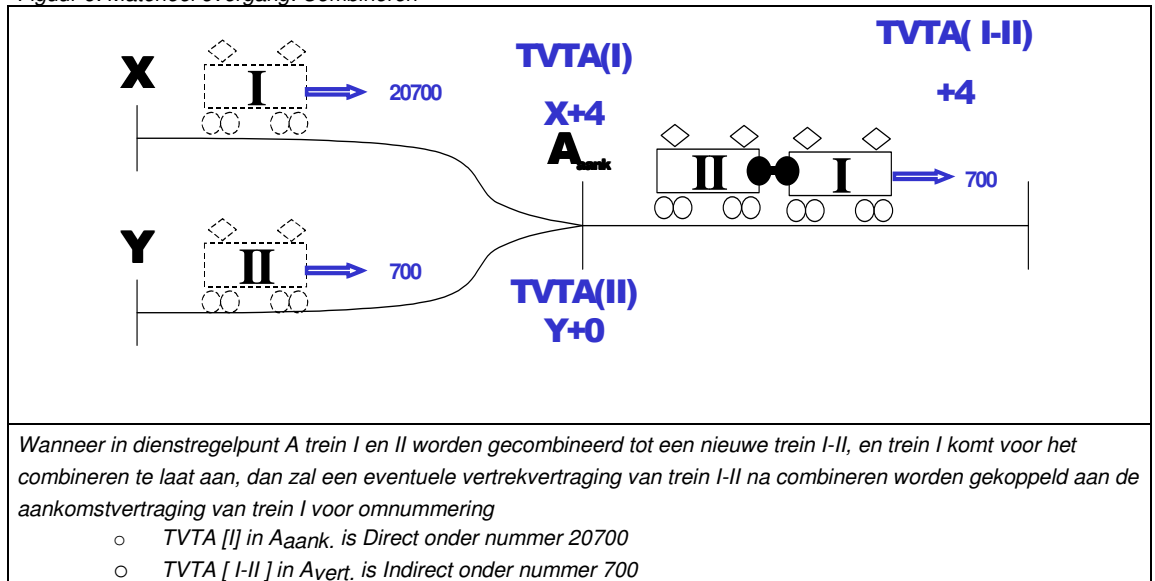 Figuur 3. Materieel overgang: Combineren
TVTA(I)
TVTA( I-II)
X
I
20700
X+4
+4
A aank
II
I
700
Y
II
700
TVTA(II)
Y+0
Wanneer in dienstregelpunt A trein I en II worden gecombineerd tot een nieuwe trein I-II, en trein I komt voor het
combineren te laat aan, dan zal een eventuele vertrekvertraging van trein I-II na combineren worden gekoppeld aan de
aankomstvertraging van trein I voor omnummering
○ TVTA [I] in Aaank. is Direct onder nummer 20700
○ TVTA [ I-II ] in Avert. is Indirect onder nummer 700